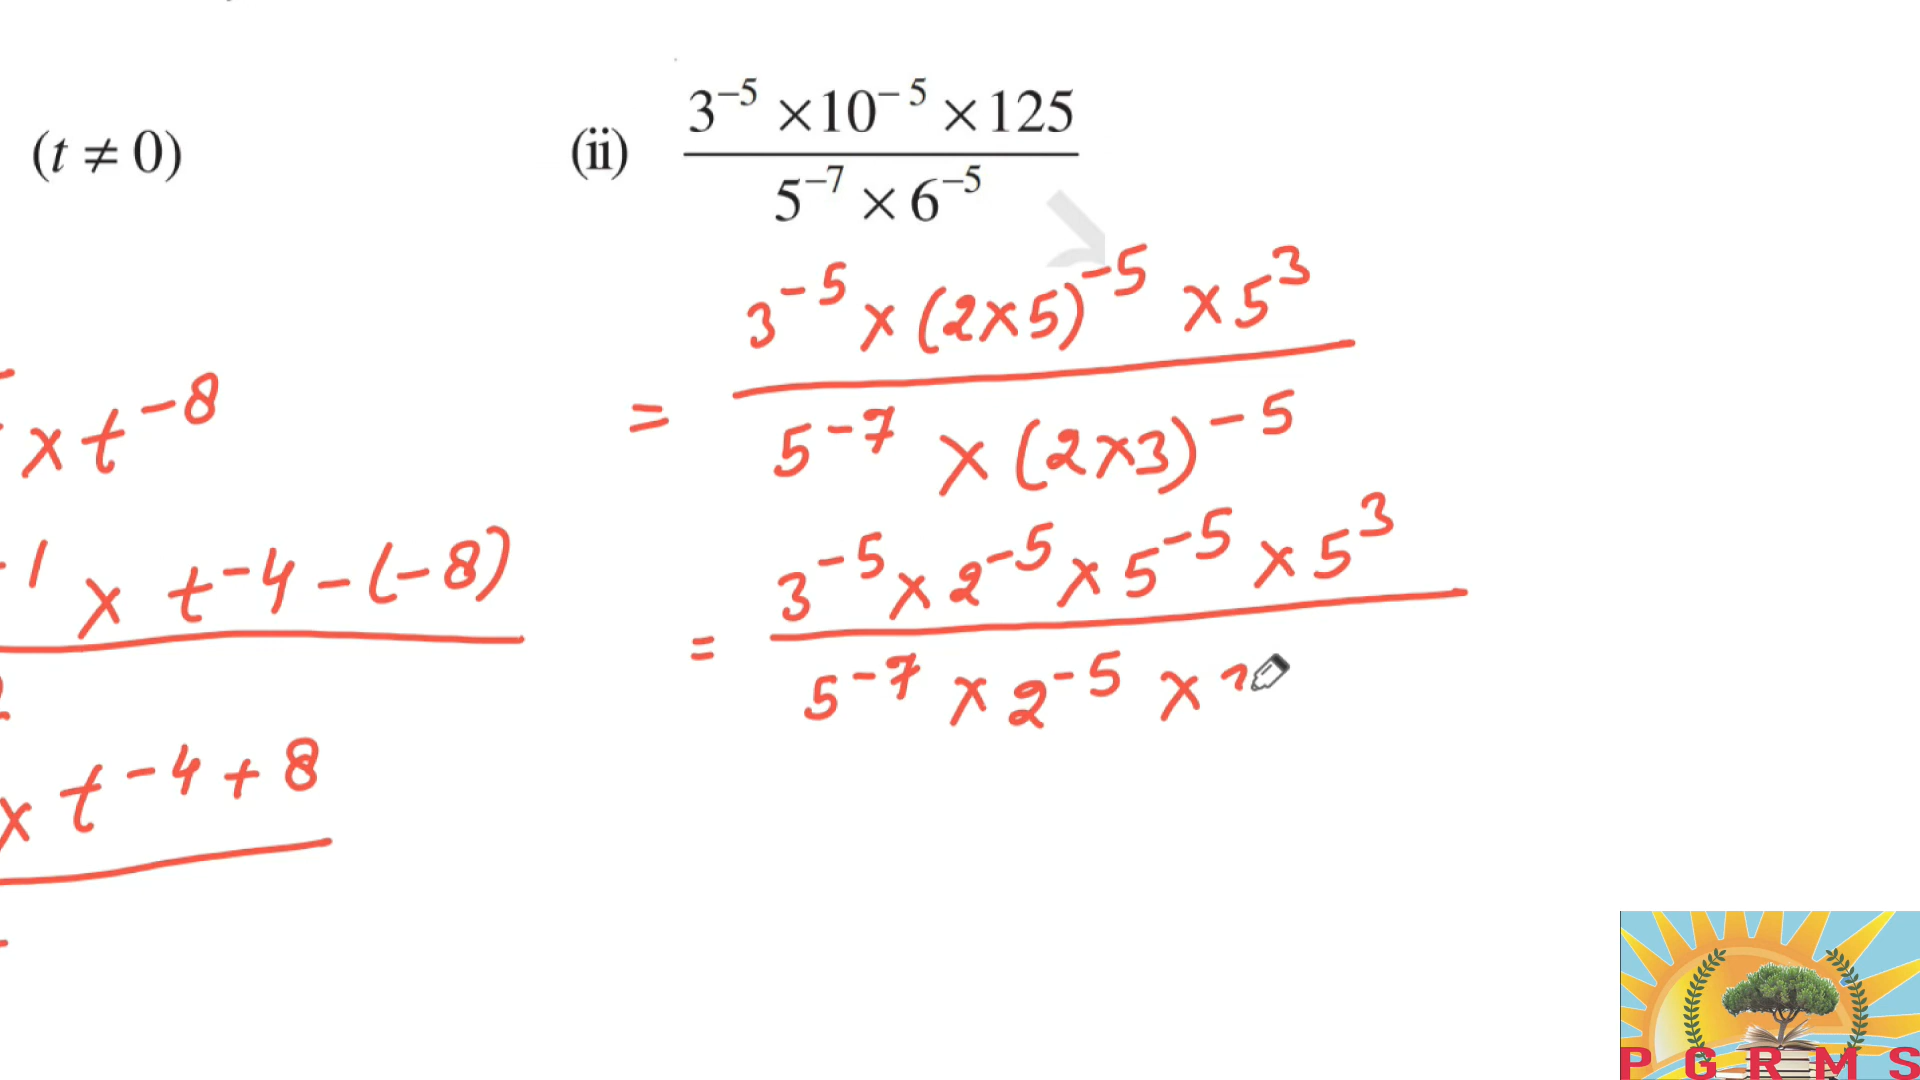 (t ≠ 0)
(ii) 3⁻⁵ ×10⁻⁵ ×125
5⁻⁷ × 6⁻⁵
3⁻⁵ × (2×5)⁻⁵ × 5³
=
5⁻⁷ × (2×3)⁻⁵
× t⁻⁸
3⁻⁵ × 2⁻⁵ × 5⁻⁵ × 5³
=
5⁻⁷ × 2⁻⁵ ×
-1 × t⁻⁴⁻⁽⁻⁸⁾
× t⁻⁴⁺⁸
PGRMS